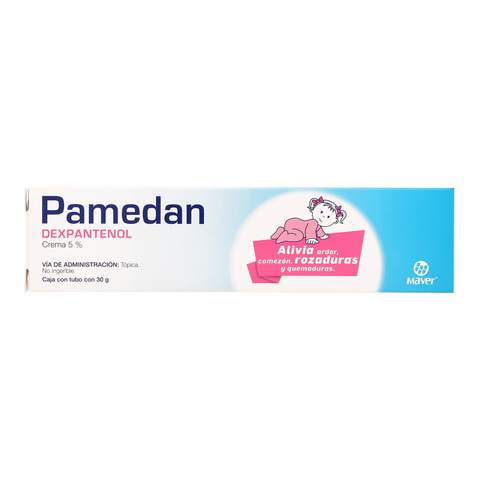 Pamedan
DEXPANTENOL
Crema 5 %
VÍA DE ADMINISTRACIÓN: Tópica.
No ingerible.
Caja con tubo con 30 g
Alivia ardor,
comezón, rozaduras
y quemaduras.
Maver